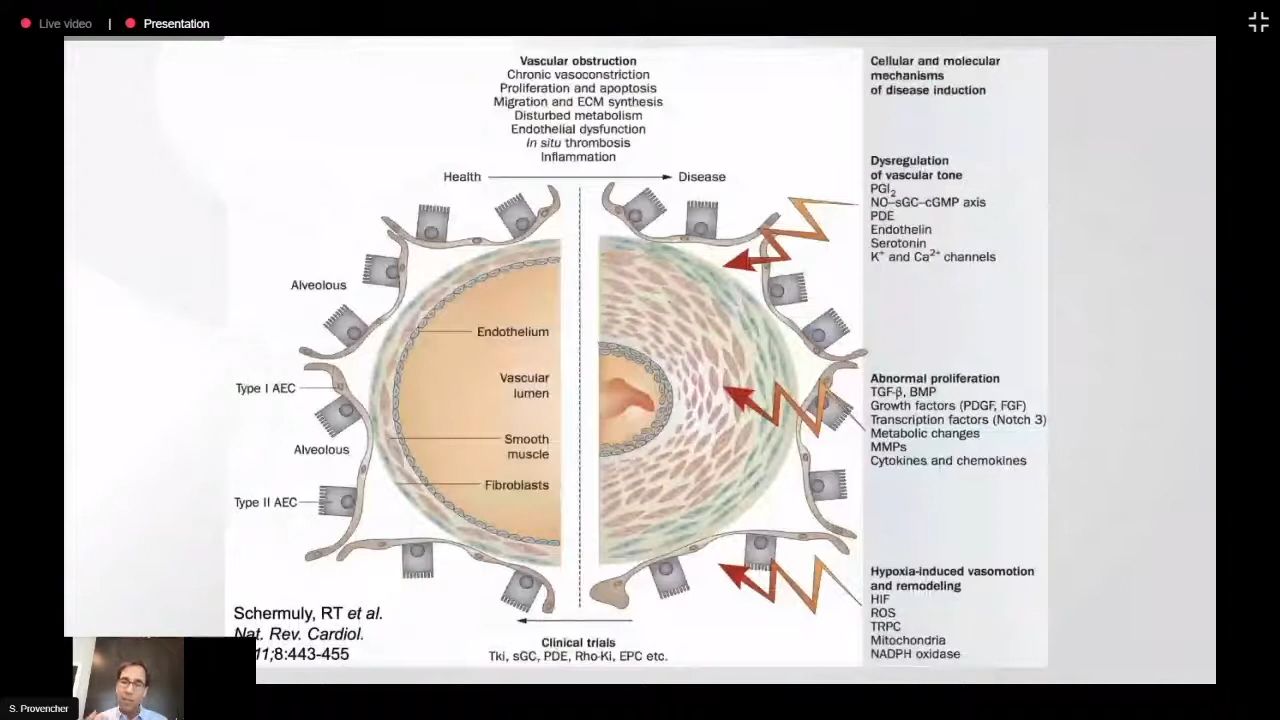 Live video | Presentation
Vascular obstruction
Chronic vasoconstriction
Proliferation and apoptosis
Migration and ECM synthesis
Disturbed metabolism
Endothelial dysfunction
In situ thrombosis
Inflammation
Health
Disease
Alveolous
Endothelium
Vascular
lumen
Type I AEC
Smooth
muscle
Alveolous
Fibroblasts
Type II AEC
Cellular and molecular
mechanisms
of disease induction
Dysregulation
of vascular tone
PGI2
NO–sGC–cGMP axis
PDE
Endothelin
Serotonin
K+ and Ca2+ channels
Abnormal proliferation
TGF-β, BMP
Growth factors (PDGF, FGF)
Transcription factors (Notch 3)
Metabolic changes
MMPs
Cytokines and chemokines
Hypoxia-induced vasomotion
and remodeling
HIF
ROS
TRPC
Mitochondria
NADPH oxidase
Clinical trials
Tki, sGC, PDE, Rho-Ki, EPC etc.
Schermuly, RT et al.
Nat. Rev. Cardiol.
11;8:443-455
S. Provencher